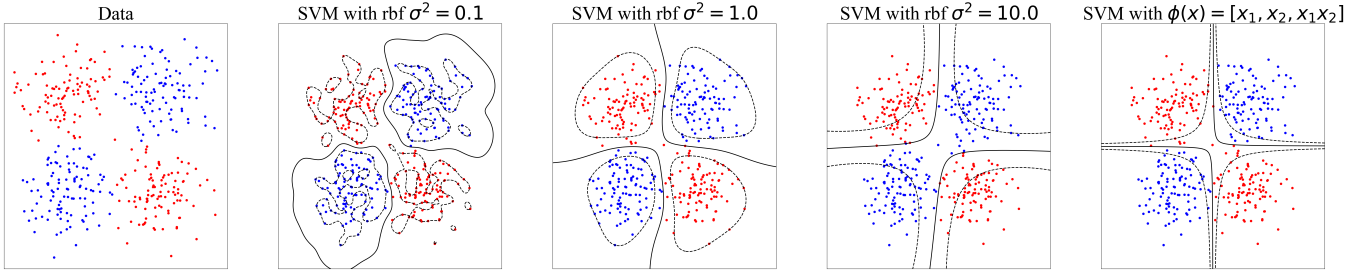 Data
SVM with rbf σ² = 0.1
SVM with rbf σ² = 1.0
SVM with rbf σ² = 10.0
SVM with ϕ(x) = [x₁, x₂, x₁x₂]